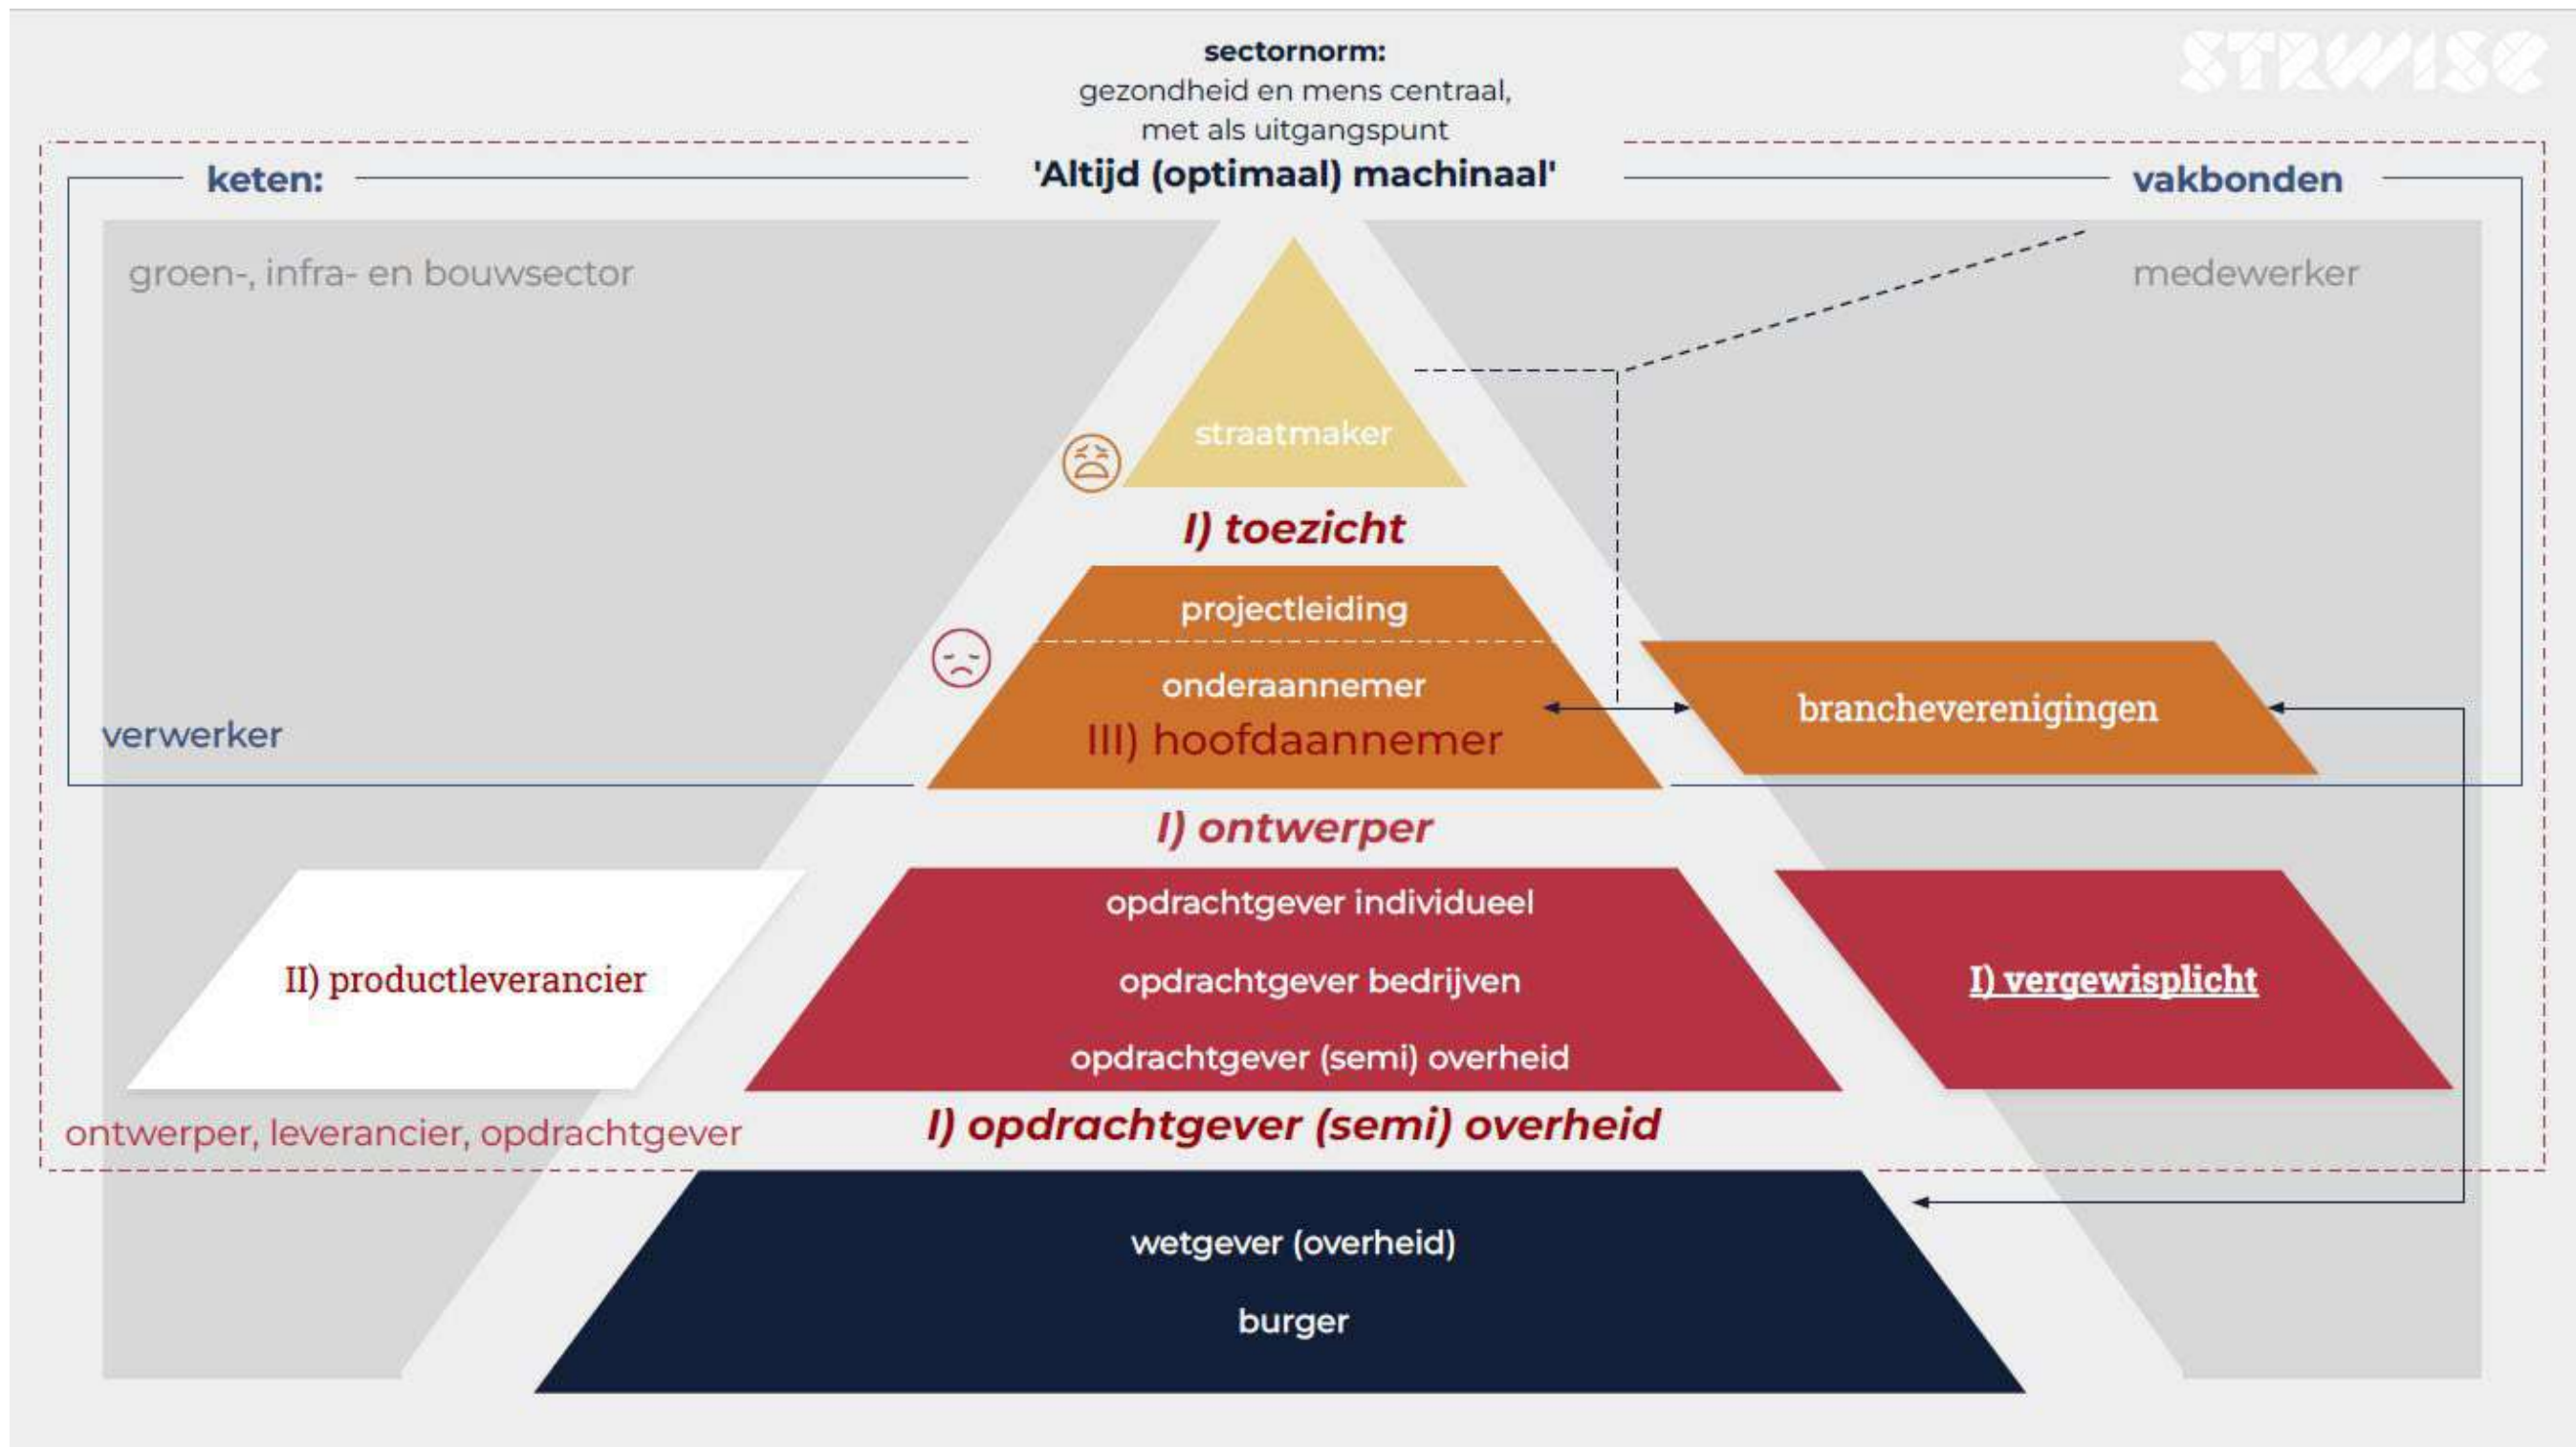 STRWISE
sectornorm:
gezondheid en mens centraal,
met als uitgangspunt
'Altijd (optimaal) machinaal'
keten:
vakbonden
groen-, infra- en bouwsector
medewerker
straatmaker
I) toezicht
projectleiding
onderaannemer
III) hoofdaannemer
brancheverenigingen
verwerker
I) ontwerper
opdrachtgever individueel
opdrachtgever bedrijven
opdrachtgever (semi) overheid
II) productleverancier
I) vergewisplicht
ontwerper, leverancier, opdrachtgever
I) opdrachtgever (semi) overheid
wetgever (overheid)
burger